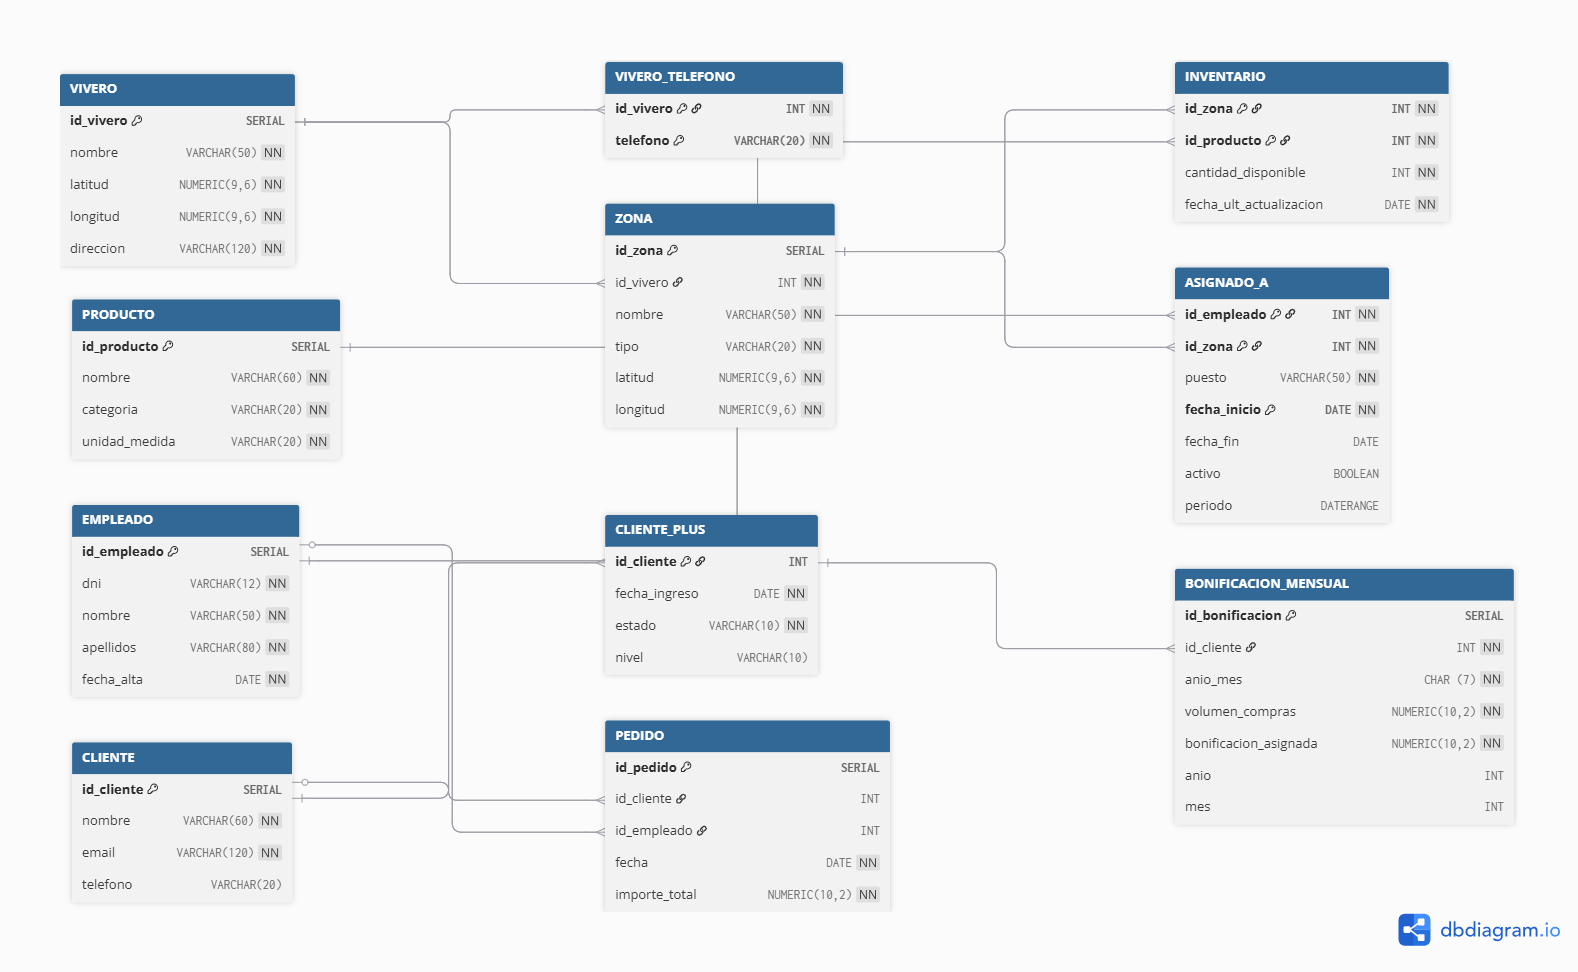 VIVERO
id_vivero SERIAL
nombre VARCHAR(50) NN
latitud NUMERIC(9,6) NN
longitud NUMERIC(9,6) NN
direccion VARCHAR(120) NN
PRODUCTO
id_producto SERIAL
nombre VARCHAR(60) NN
categoria VARCHAR(20) NN
unidad_medida VARCHAR(20) NN
EMPLEADO
id_empleado SERIAL
dni VARCHAR(12) NN
nombre VARCHAR(50) NN
apellidos VARCHAR(80) NN
fecha_alta DATE NN
CLIENTE
id_cliente SERIAL
nombre VARCHAR(60) NN
email VARCHAR(120) NN
telefono VARCHAR(20)
VIVERO_TELEFONO
id_vivero INT NN
telefono VARCHAR(20) NN
ZONA
id_zona SERIAL
id_vivero INT NN
nombre VARCHAR(50) NN
tipo VARCHAR(20) NN
latitud NUMERIC(9,6) NN
longitud NUMERIC(9,6) NN
CLIENTE_PLUS
id_cliente INT
fecha_ingreso DATE NN
estado VARCHAR(10) NN
nivel VARCHAR(10)
PEDIDO
id_pedido SERIAL
id_cliente INT
id_empleado INT
fecha DATE NN
importe_total NUMERIC(10,2) NN
INVENTARIO
id_zona INT NN
id_producto INT NN
cantidad_disponible INT NN
fecha_ult_actualizacion DATE NN
ASIGNADO_A
id_empleado INT NN
id_zona INT NN
puesto VARCHAR(50) NN
fecha_inicio DATE NN
fecha_fin DATE
activo BOOLEAN
periodo DATERANGE
BONIFICACION_MENSUAL
id_bonificacion SERIAL
id_cliente INT NN
anio_mes CHAR (7) NN
volumen_compras NUMERIC(10,2) NN
bonificacion_asignada NUMERIC(10,2) NN
anio INT
mes INT
dbdiagram.io